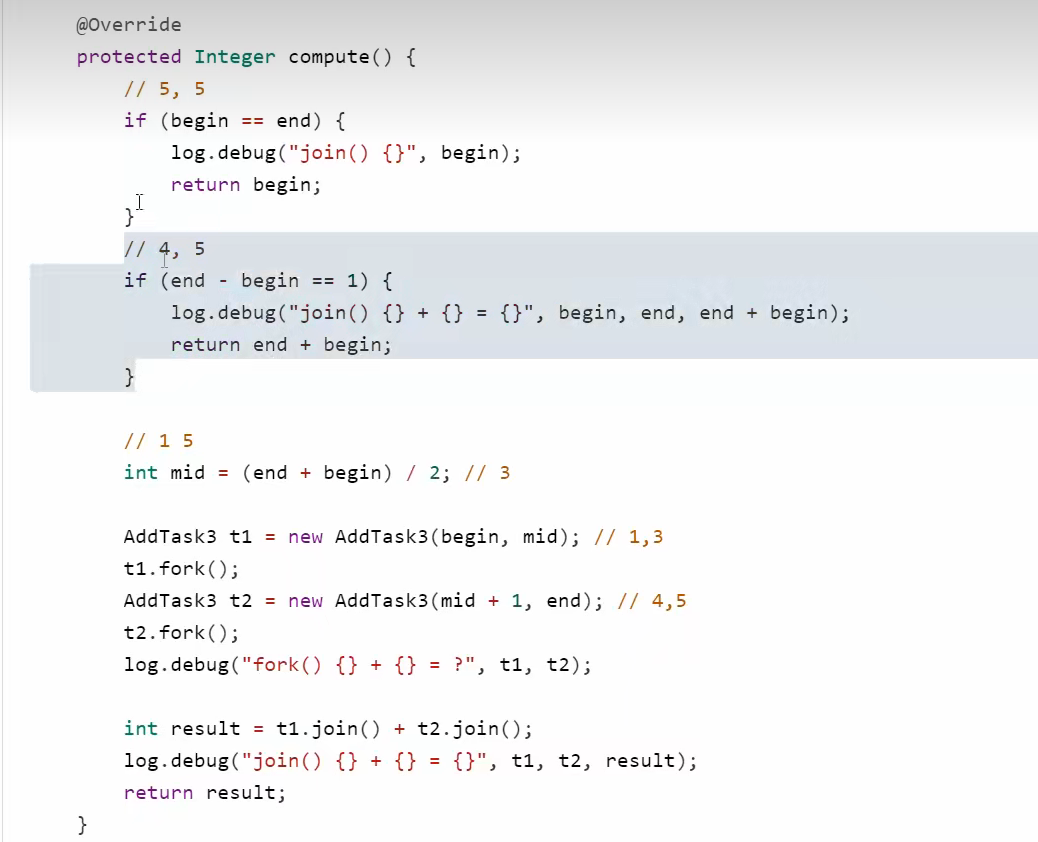 @Override
protected Integer compute() {
// 5, 5
if (begin == end) {
log.debug("join() {}", begin);
return begin;
}
// 4, 5
if (end - begin == 1) {
log.debug("join() {} + {} = {}", begin, end, end + begin);
return end + begin;
}
// 1 5
int mid = (end + begin) / 2; // 3
AddTask3 t1 = new AddTask3(begin, mid); // 1,3
t1.fork();
AddTask3 t2 = new AddTask3(mid + 1, end); // 4,5
t2.fork();
log.debug("fork() {} + {} = ?", t1, t2);
int result = t1.join() + t2.join();
log.debug("join() {} + {} = {}", t1, t2, result);
return result;
}